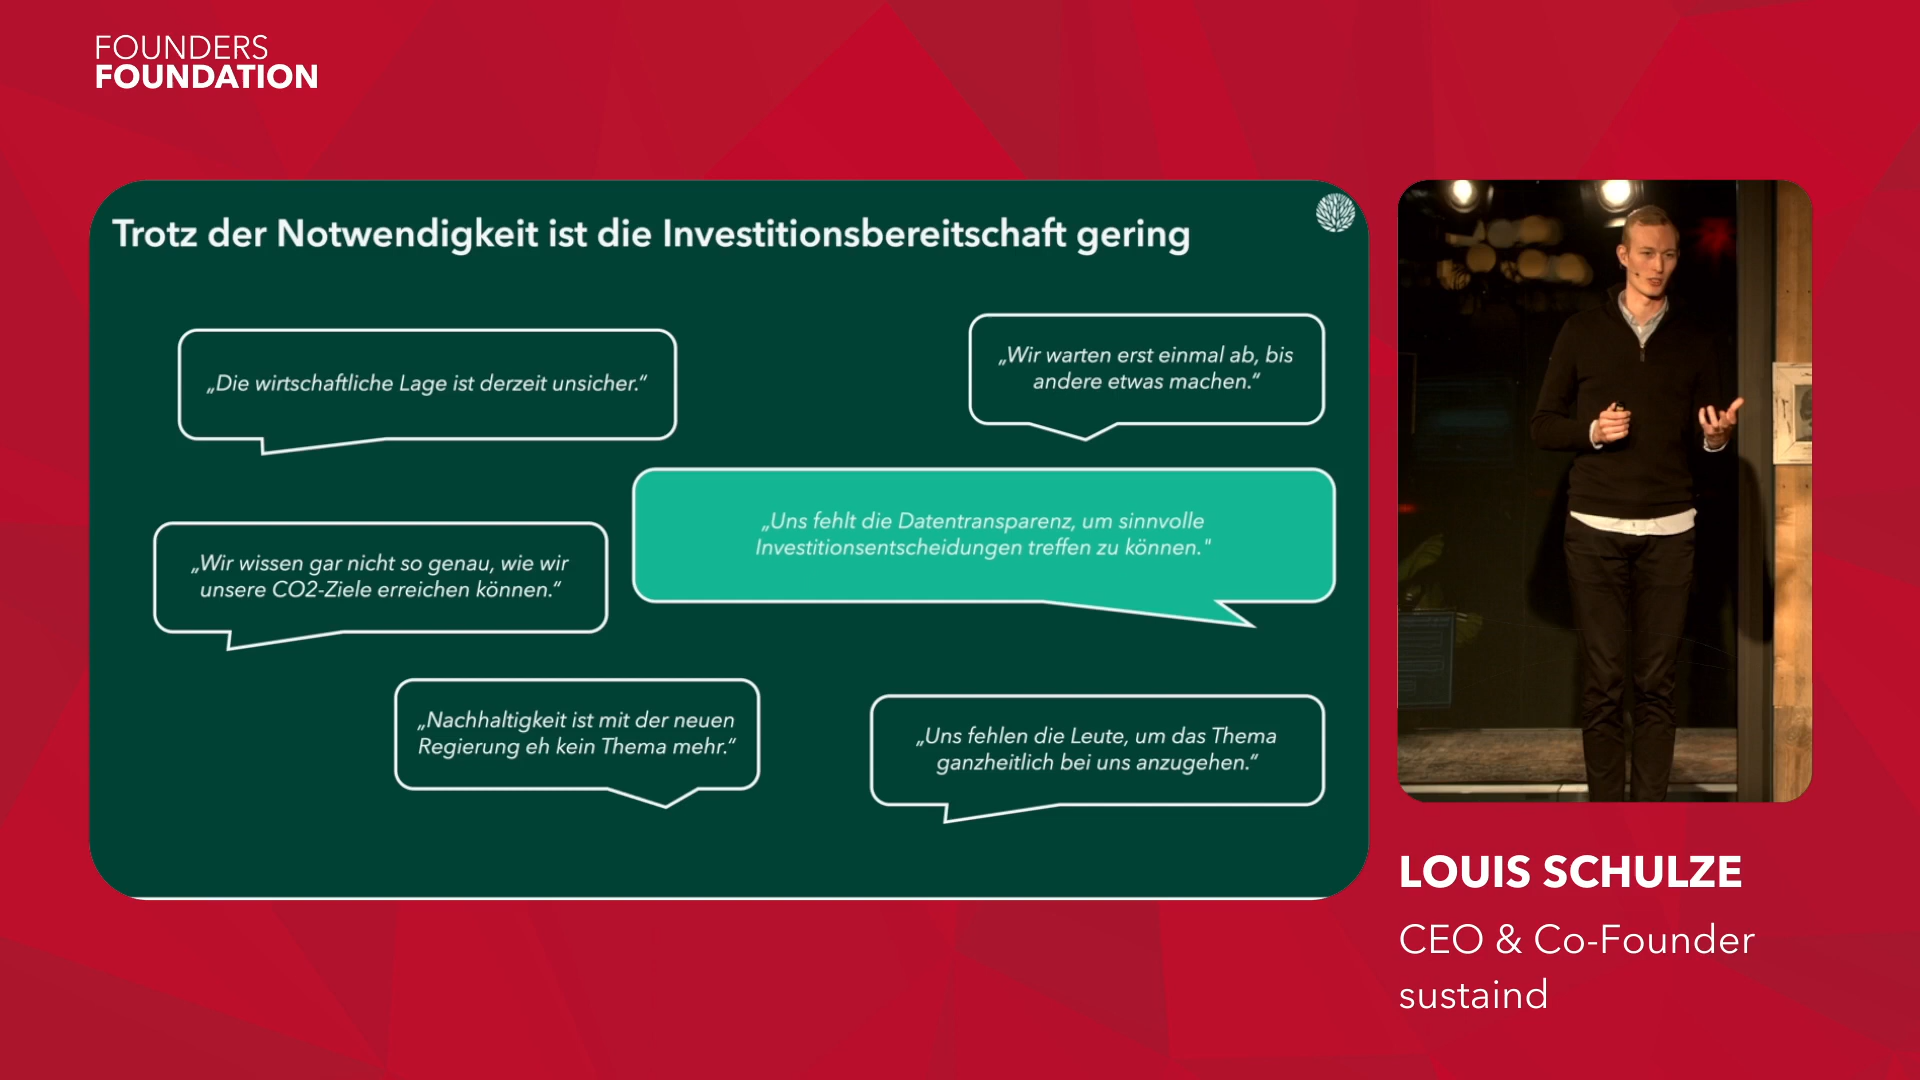 FOUNDERS
FOUNDATION
Trotz der Notwendigkeit ist die Investitionsbereitschaft gering
„Die wirtschaftliche Lage ist derzeit unsicher.“
„Wir warten erst einmal ab, bis
andere etwas machen.“
„Uns fehlt die Datentransparenz, um sinnvolle
Investitionsentscheidungen treffen zu können."
„Wir wissen gar nicht so genau, wie wir
unsere CO2-Ziele erreichen können.“
„Nachhaltigkeit ist mit der neuen
Regierung eh kein Thema mehr.“
„Uns fehlen die Leute, um das Thema
ganzheitlich bei uns anzugehen.“
LOUIS SCHULZE
CEO & Co-Founder
sustaind